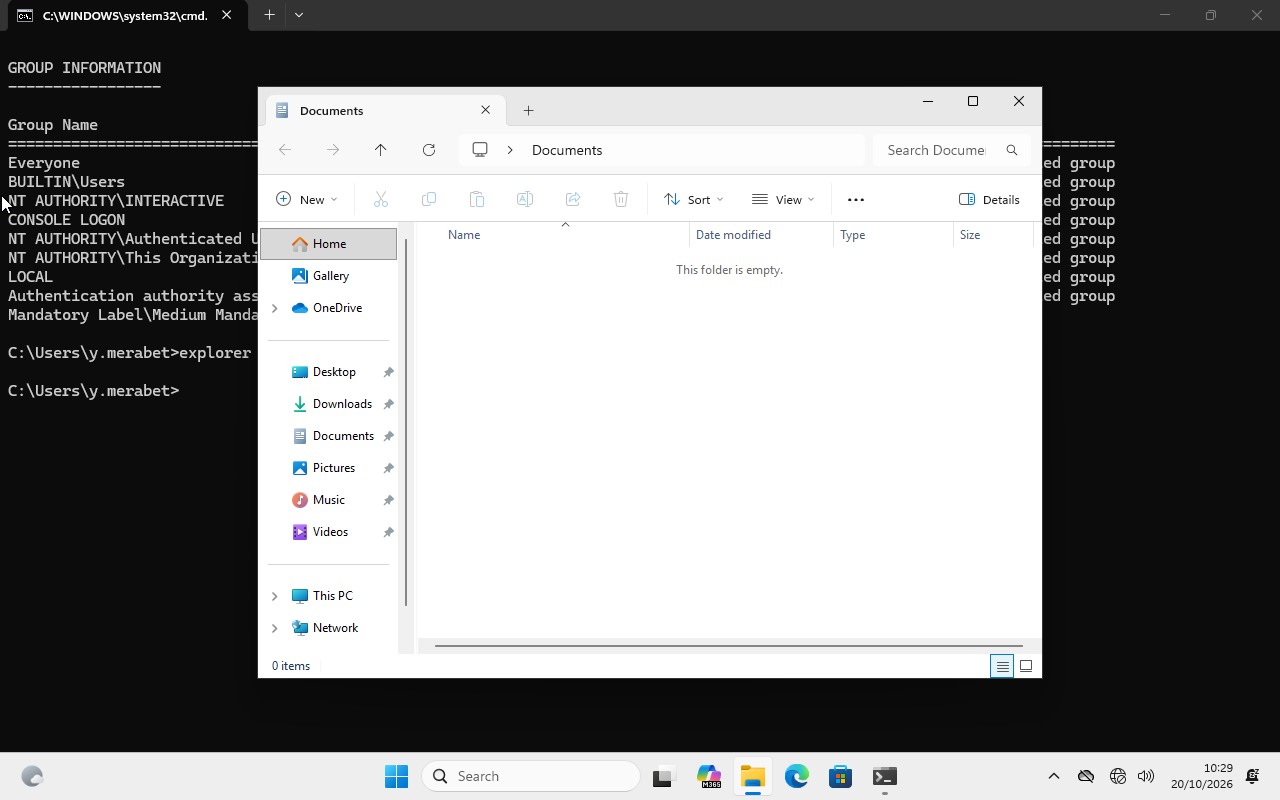 C:\WINDOWS\system32\cmd.
GROUP INFORMATION
-----------------
Group Name
Everyone
BUILTIN\Users
NT AUTHORITY\INTERACTIVE
CONSOLE LOGON
NT AUTHORITY\Authenticated U
NT AUTHORITY\This Organizati
LOCAL
Authentication authority ass
Mandatory Label\Medium Manda
ed group
ed group
ed group
ed group
ed group
ed group
ed group
ed group
C:\Users\y.merabet>explorer
C:\Users\y.merabet>
Documents
Documents
Search Docume
New
Sort
View
Details
Name
Date modified
Type
Size
This folder is empty.
Home
Gallery
OneDrive
Desktop
Downloads
Documents
Pictures
Music
Videos
This PC
Network
0 items
Search
M365
10:29
20/10/2026